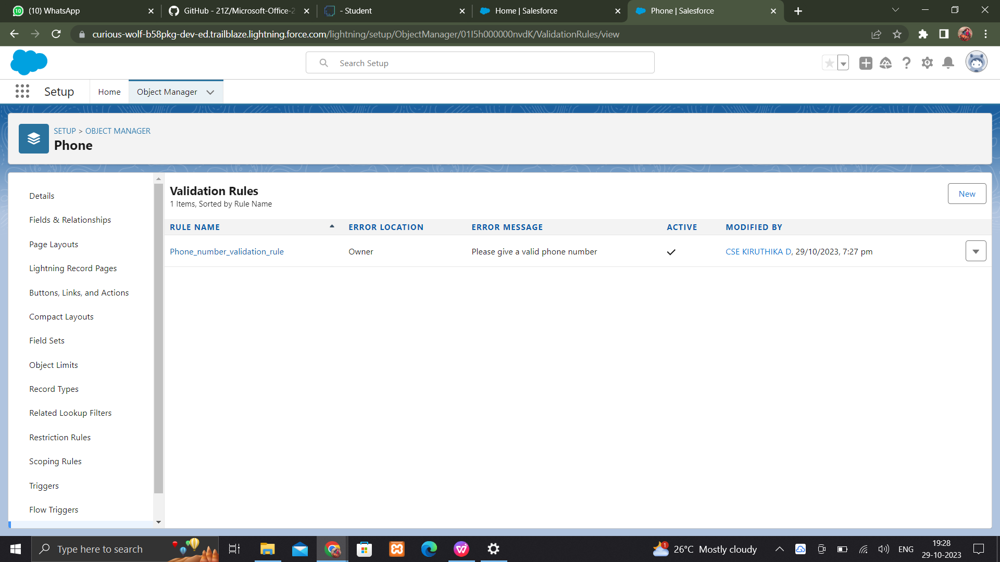 (10) WhatsApp
GitHub - 21Z/Microsoft-Office-2
- Student
Home | Salesforce
Phone | Salesforce
curious-wolf-b58pkg-dev-ed.trailblaze.lightning.force.com/lightning/setup/ObjectManager/01I5h000000nvdK/ValidationRules/view
Search Setup
Setup
Home
Object Manager
SETUP > OBJECT MANAGER
Phone
Details
Fields & Relationships
Page Layouts
Lightning Record Pages
Buttons, Links, and Actions
Compact Layouts
Field Sets
Object Limits
Record Types
Related Lookup Filters
Restriction Rules
Scoping Rules
Triggers
Flow Triggers
Validation Rules
1 Items, Sorted by Rule Name
New
RULE NAME ERROR LOCATION ERROR MESSAGE ACTIVE MODIFIED BY
Phone_number_validation_rule Owner Please give a valid phone number CSE KIRUTHIKA D, 29/10/2023, 7:27 pm
Type here to search
1
26°C Mostly cloudy
ENG
19:28
29-10-2023